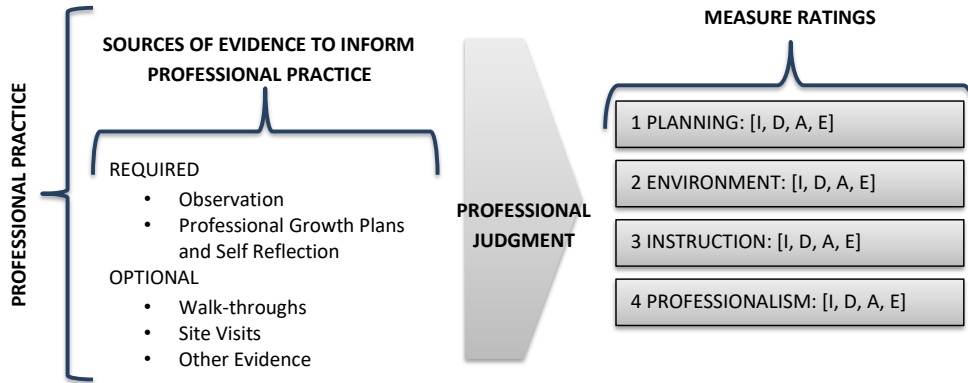 PROFESSIONAL PRACTICE
SOURCES OF EVIDENCE TO INFORM
PROFESSIONAL PRACTICE
REQUIRED
• Observation
• Professional Growth Plans
and Self Reflection
OPTIONAL
• Walk-throughs
• Site Visits
• Other Evidence
PROFESSIONAL
JUDGMENT
MEASURE RATINGS
1 PLANNING: [I, D, A, E]
2 ENVIRONMENT: [I, D, A, E]
3 INSTRUCTION: [I, D, A, E]
4 PROFESSIONALISM: [I, D, A, E]